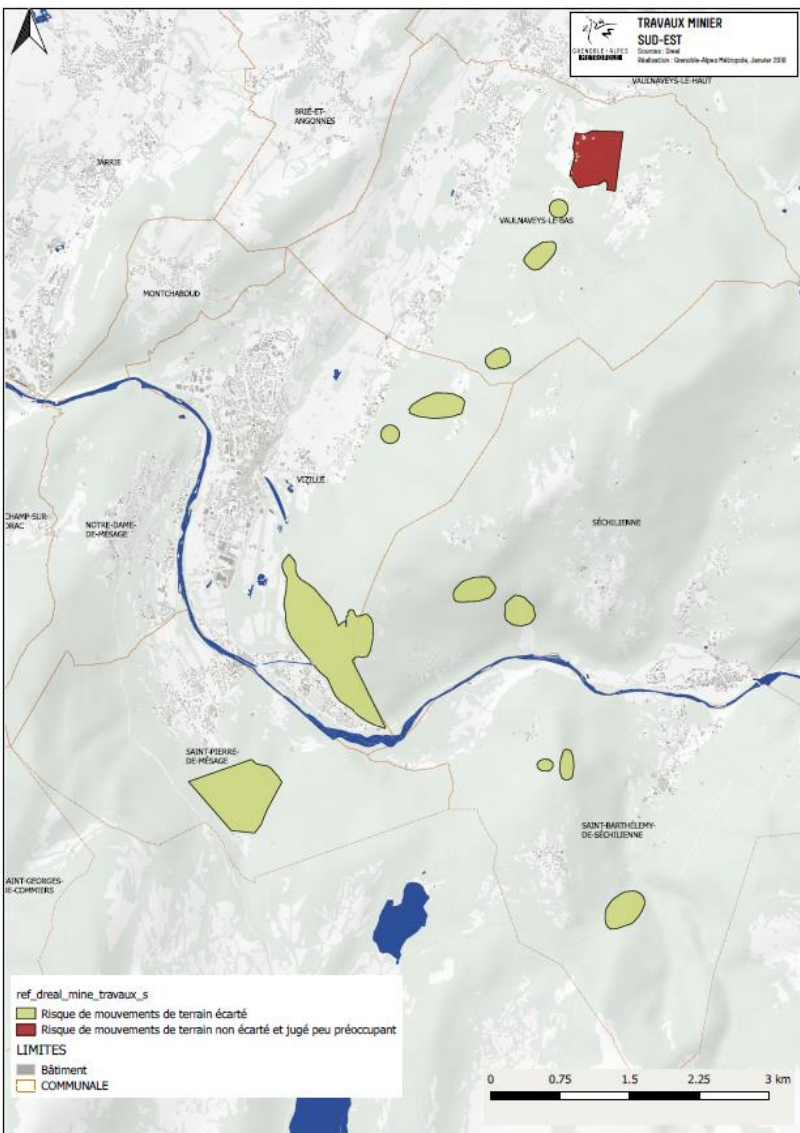 GRENOBLE-ALPES
METROPOLE
TRAVAUX MINIER
SUD-EST
Sources: Dreal
Réalisation : Grenoble-Alpes Métropole, Janvier 2018
VAULNAVEYS-LE-HAUT
BRIÉ-ET-
ANGONNES
JARRIE
VAULNAVEYS-LE-BAS
MONTCHABOUD
VIZILLE
CHAMP-SUR-
DRAC
NOTRE-DAME-
DE-MÉSAGE
SÉCHILIENNE
SAINT-PIERRE-
DE-MÉSAGE
SAINT-BARTHÉLEMY-
DE-SÉCHILIENNE
AINT-GEORGES-
DE-COMMIERS
ref_dreal_mine_travaux_s
Risque de mouvements de terrain écarté
Risque de mouvements de terrain non écarté et jugé peu préoccupant
LIMITES
Bâtiment
COMMUNALE
0 0.75 1.5 2.25 3 km